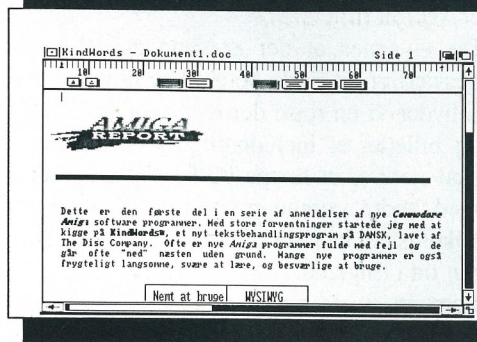 KindWords - Dokument1.doc Side 1
10 20 30 40 50 60 70
AMIGA
REPORT
Dette er den første del i en serie af anmeldelser af nye Commodore
Amiga software programmer. Med store forventninger startede jeg med at
kigge på KindWords, et nyt tekstbehandlingsprogram på DANSK, lavet af
The Disc Company. Ofte er nye Amiga programmer fulde med fejl og de
går ofte "ned" næsten uden grund. Mange nye programmer er også
frygteligt langsomme, svære at lære, og besværlige at bruge.
Nemt at bruge WYSIWYG